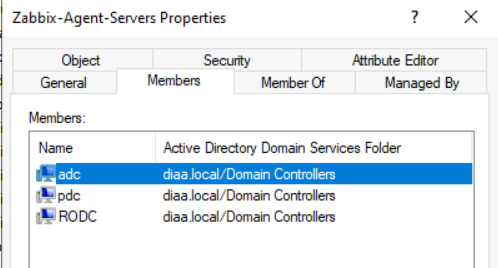 Zabbix-Agent-Servers Properties ?
Object Security Attribute Editor
General Members Member Of Managed By
Members:
Name Active Directory Domain Services Folder
adc diaa.local/Domain Controllers
pdc diaa.local/Domain Controllers
RODC diaa.local/Domain Controllers